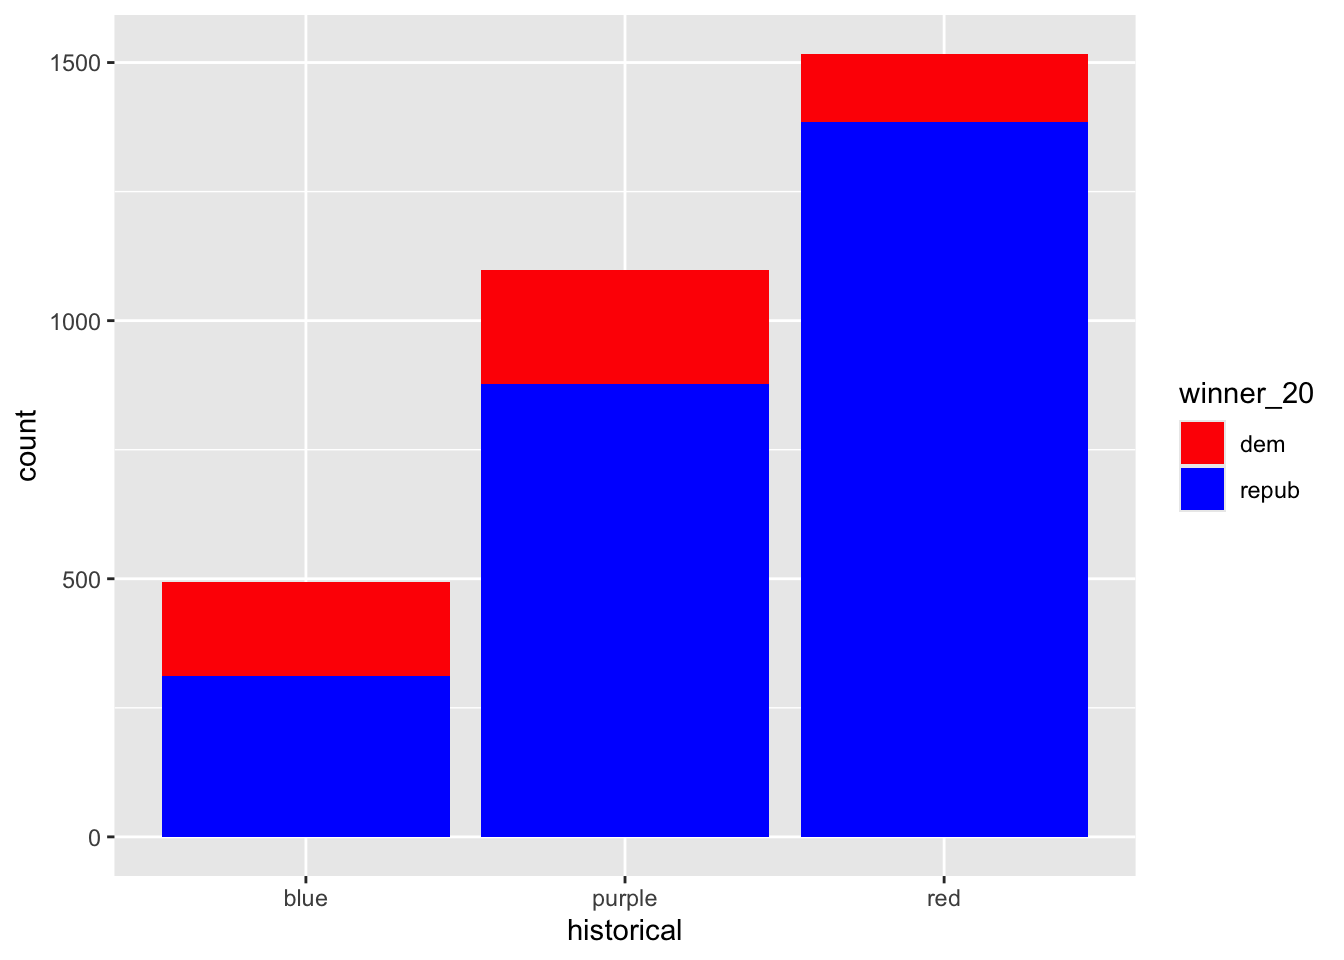 1500
1000
500
0
count
blue
purple
red
historical
winner_20
dem
repub